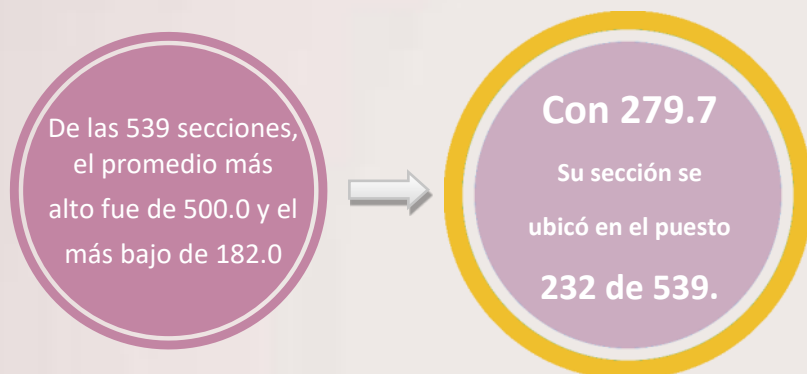 De las 539 secciones,
el promedio más
alto fue de 500.0 y el
más bajo de 182.0
Con 279.7
Su sección se
ubicó en el puesto
232 de 539.